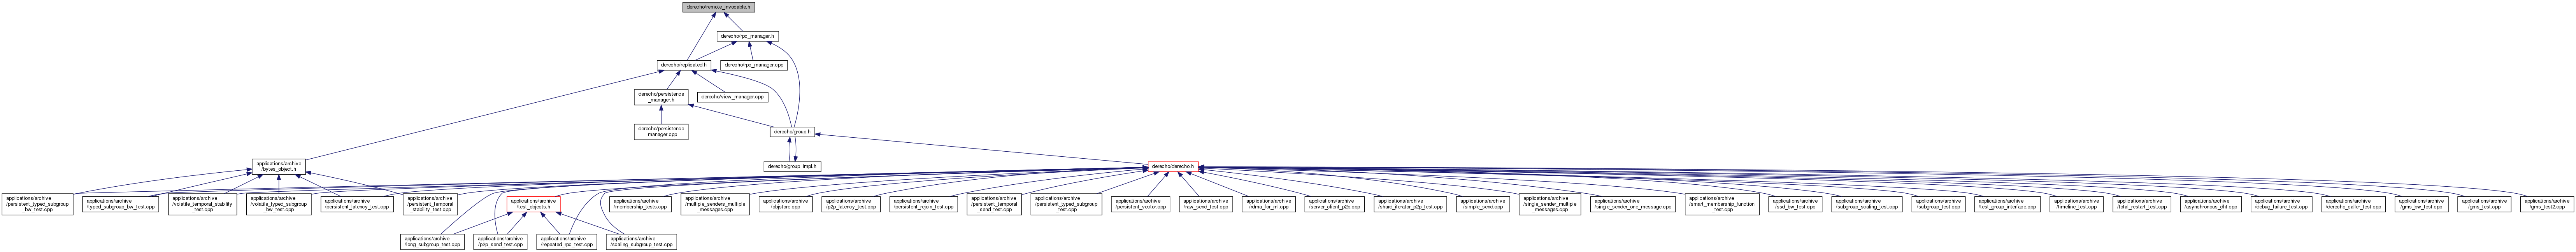 derecho/remote_invocable.h
derecho/rpc_manager.h
derecho/replicated.h
derecho/rpc_manager.cpp
derecho/persistence
_manager.h
derecho/view_manager.cpp
derecho/persistence
_manager.cpp
derecho/group.h
applications/archive
/bytes_object.h
derecho/group_impl.h
derecho/derecho.h
applications/archive
/persistent_typed_subgroup
_bw_test.cpp
applications/archive
/typed_subgroup_bw_test.cpp
applications/archive
/volatile_temporal_stability
_test.cpp
applications/archive
/volatile_typed_subgroup
_bw_test.cpp
applications/archive
/persistent_latency_test.cpp
applications/archive
/persistent_temporal
_stability_test.cpp
applications/archive
/test_objects.h
applications/archive
/membership_tests.cpp
applications/archive
/multiple_senders_multiple
_messages.cpp
applications/archive
/objstore.cpp
applications/archive
/p2p_latency_test.cpp
applications/archive
/persistent_rejoin_test.cpp
applications/archive
/persistent_temporal
_send_test.cpp
applications/archive
/persistent_typed_subgroup
_test.cpp
applications/archive
/persistent_vector.cpp
applications/archive
/raw_send_test.cpp
applications/archive
/rdma_for_ml.cpp
applications/archive
/server_client_p2p.cpp
applications/archive
/shard_iterator_p2p_test.cpp
applications/archive
/simple_send.cpp
applications/archive
/single_sender_multiple
_messages.cpp
applications/archive
/single_sender_one_message.cpp
applications/archive
/smart_membership_function
_test.cpp
applications/archive
/ssd_bw_test.cpp
applications/archive
/subgroup_scaling_test.cpp
applications/archive
/subgroup_test.cpp
applications/archive
/test_group_interface.cpp
applications/archive
/timeline_test.cpp
applications/archive
/total_restart_test.cpp
applications/archive
/asynchronous_dht.cpp
applications/archive
/debug_failure_test.cpp
applications/archive
/derecho_caller_test.cpp
applications/archive
/gms_bw_test.cpp
applications/archive
/gms_test.cpp
applications/archive
/gms_test2.cpp
applications/archive
/long_subgroup_test.cpp
applications/archive
/p2p_send_test.cpp
applications/archive
/repeated_rpc_test.cpp
applications/archive
/scaling_subgroup_test.cpp